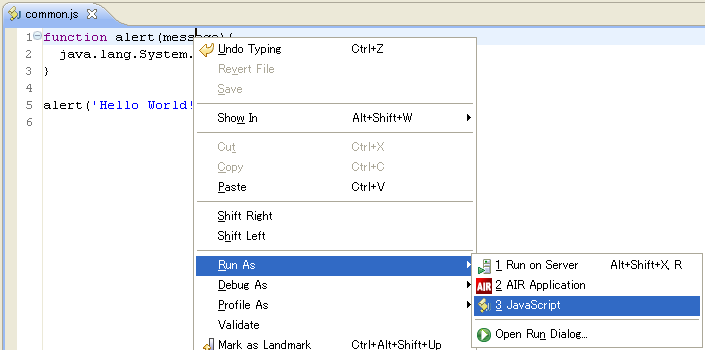 common.js
1 function alert(message){
2 java.lang.System.
3 }
4
5 alert('Hello World!
6
Undo Typing Ctrl+Z
Revert File
Save
Show In Alt+Shift+W
Cut Ctrl+X
Copy Ctrl+C
Paste Ctrl+V
Shift Right
Shift Left
Run As
Debug As
Profile As
Validate
Mark as Landmark Ctrl+Alt+Shift+Up
1 Run on Server Alt+Shift+X, R
AIR 2 AIR Application
3 JavaScript
Open Run Dialog...